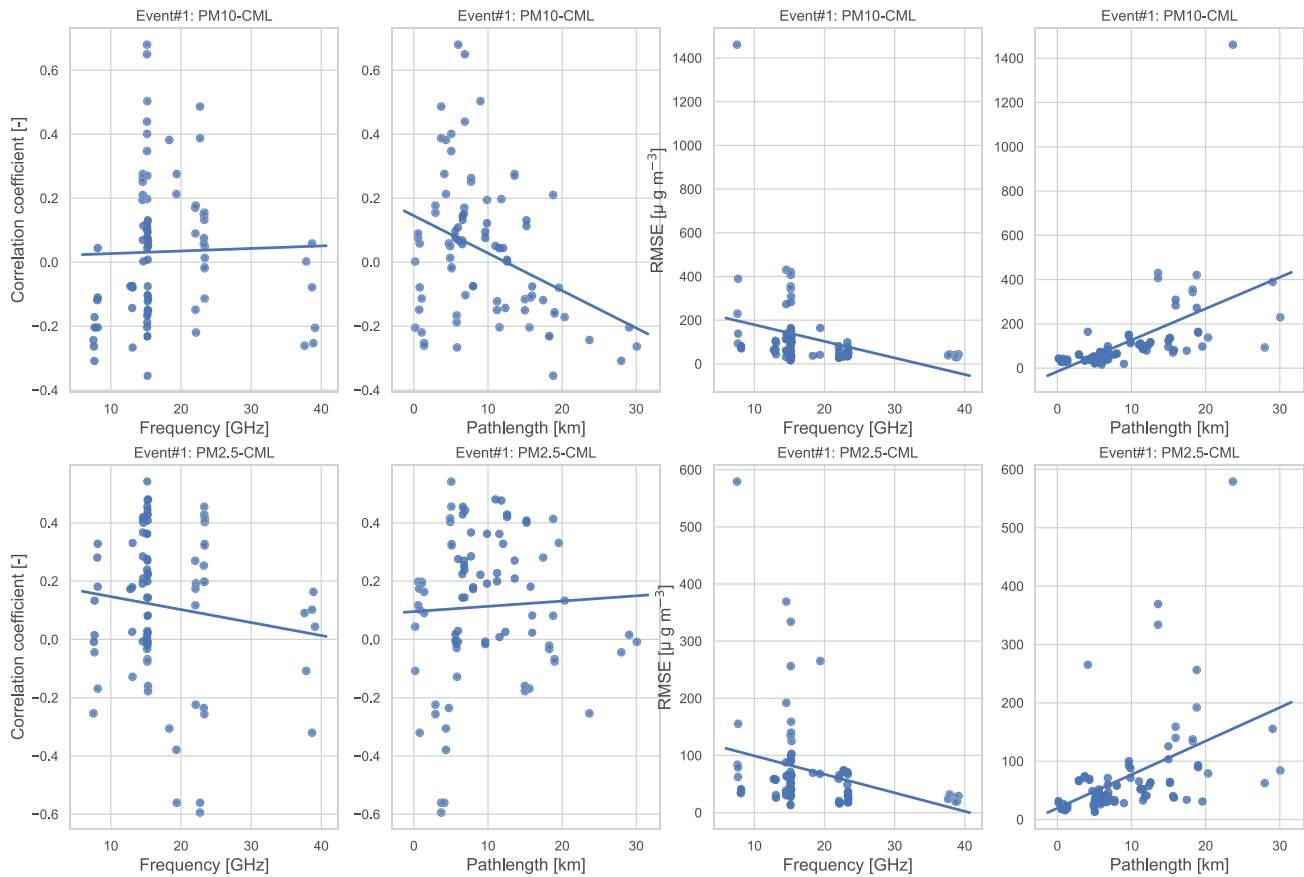 Event#1: PM10-CML
Event#1: PM10-CML
Event#1: PM10-CML
Event#1: PM10-CML
Correlation coefficient [-]
0.6
0.4
0.2
0.0
−0.2
−0.4
10 20 30 40
Frequency [GHz]
0.6
0.4
0.2
0.0
−0.2
−0.4
0 10 20 30
Pathlength [km]
RMSE [μ g m⁻³]
1400
1200
1000
800
600
400
200
0
10 20 30 40
Frequency [GHz]
1400
1200
1000
800
600
400
200
0
0 10 20 30
Pathlength [km]
Event#1: PM2.5-CML
Event#1: PM2.5-CML
Event#1: PM2.5-CML
Event#1: PM2.5-CML
Correlation coefficient [-]
0.4
0.2
0.0
−0.2
−0.4
−0.6
10 20 30 40
Frequency [GHz]
0.4
0.2
0.0
−0.2
−0.4
−0.6
0 10 20 30
Pathlength [km]
RMSE [μ g m⁻³]
600
500
400
300
200
100
0
10 20 30 40
Frequency [GHz]
600
500
400
300
200
100
0
0 10 20 30
Pathlength [km]